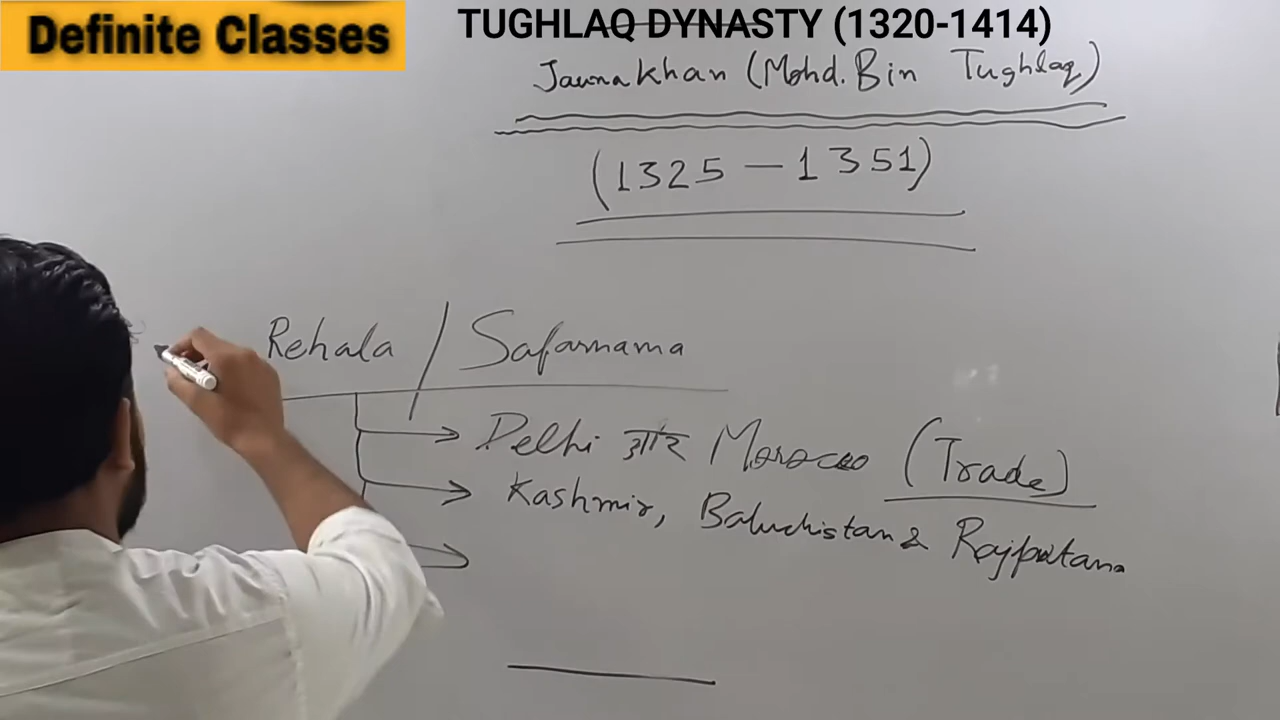 Definite Classes
TUGHLAQ DYNASTY (1320-1414)
Jauna Khan (Mohd. Bin Tughlaq)
(1325 - 1351)
Rehala / Safarnama
Delhi और Morocco (Trade)
Kashmir, Baluchistan & Rajputana